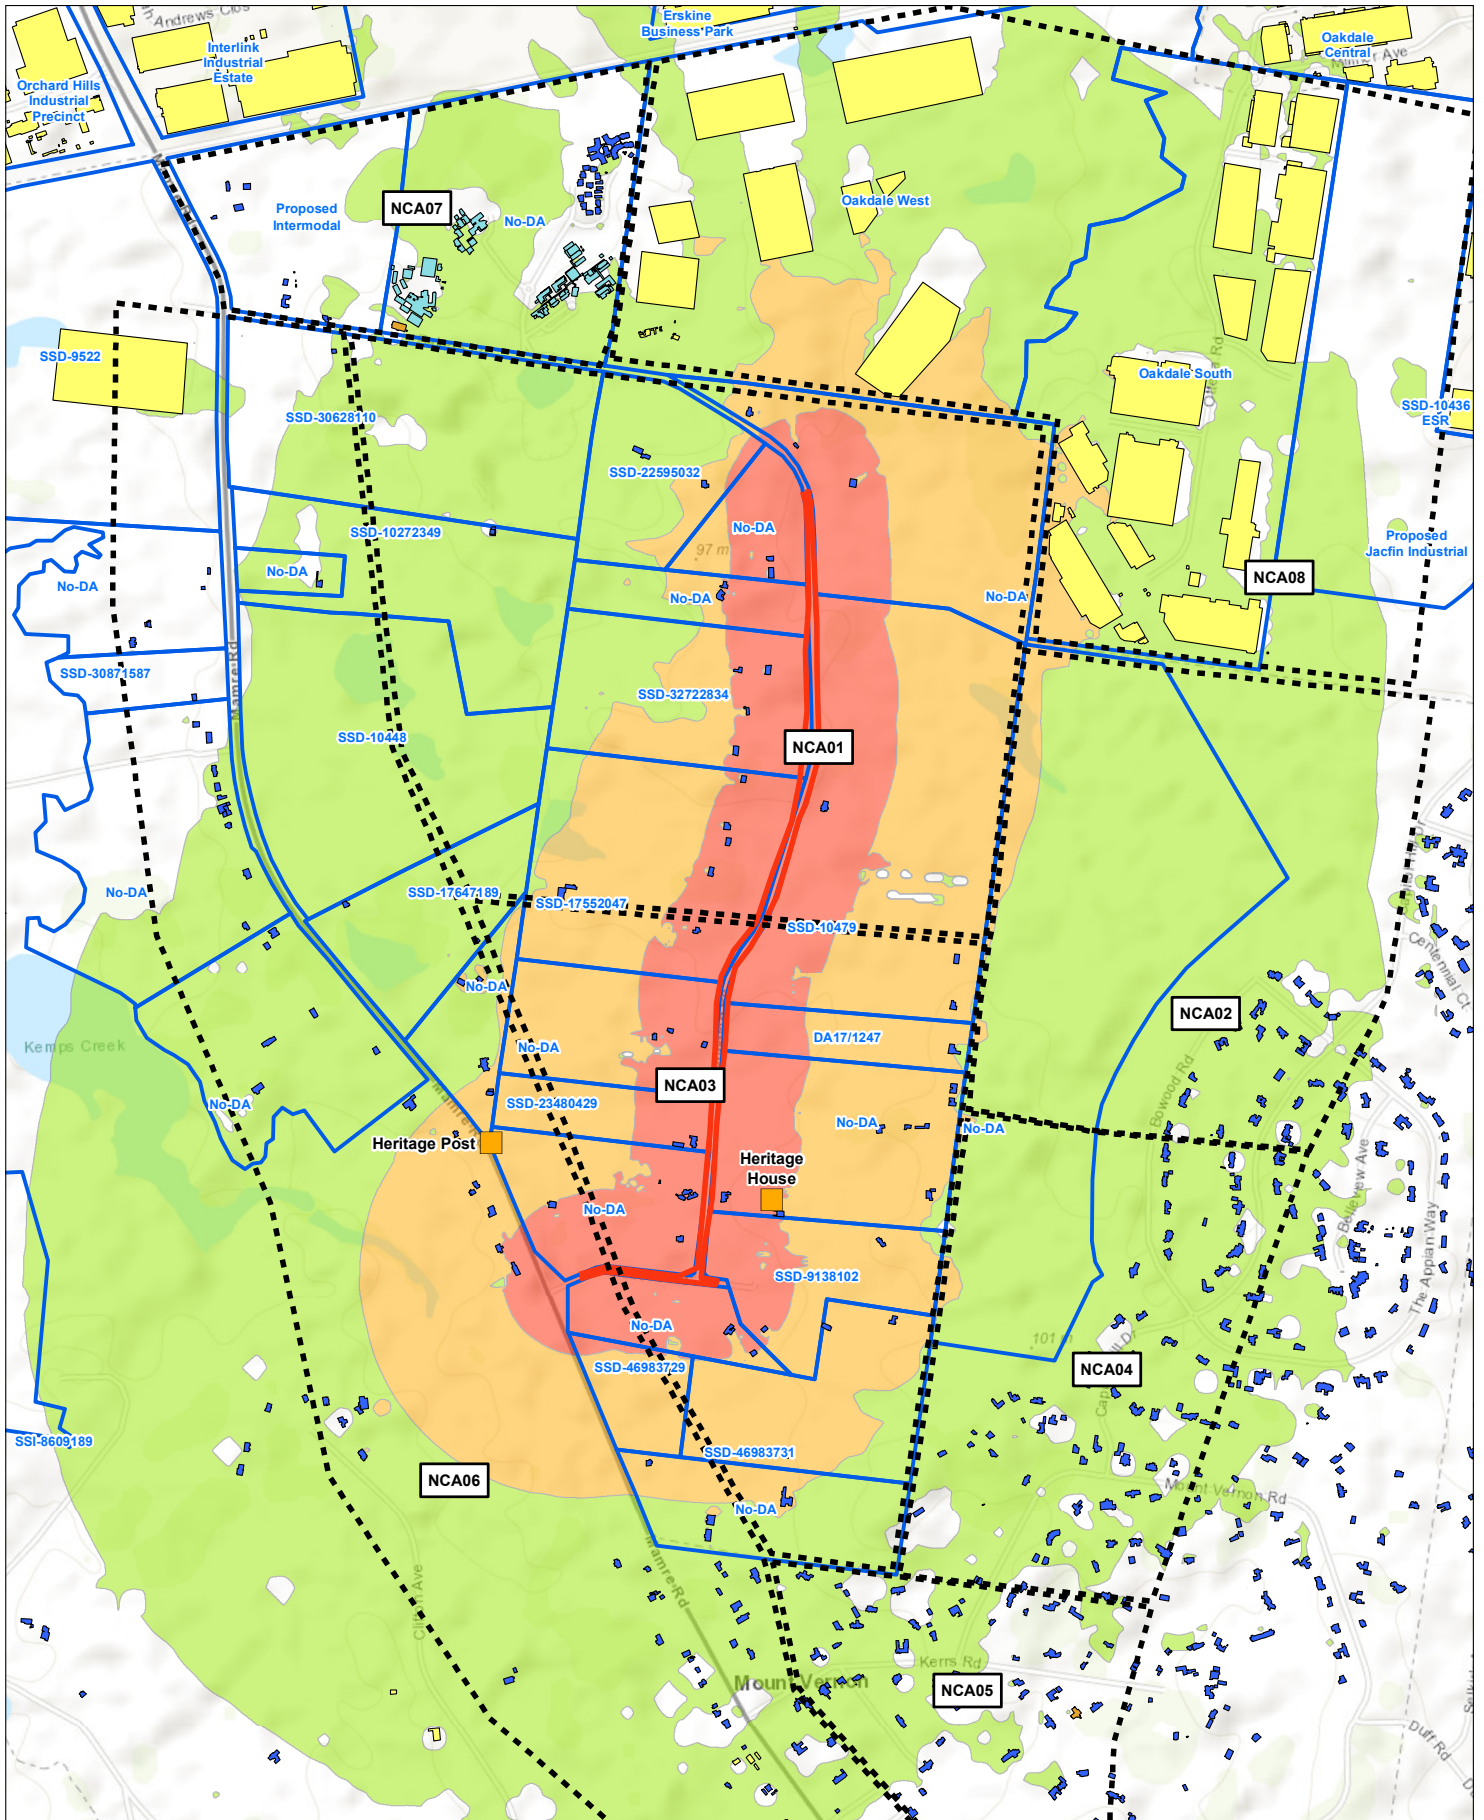 St Andrews Clos
Erskine
Business Park
Interlink
Industrial
Estate
Oakdale
Central
Milner Ave
Orchard Hills
Industrial
Precinct
NCA07
Proposed
Intermodal
No-DA
Oakdale West
SSD-9522
Oakdale South
SSD-10436
ESR
SSD-30628110
SSD-22595032
No-DA
SSD-10272349
97 m
Proposed
Jacfin Industrial
No-DA
No-DA
NCA08
No-DA
No-DA
SSD-30871587
Mamre Rd
SSD-32722834
SSD-10448
NCA01
No-DA
SSD-17647189
SSD-17552047
SSD-10479
Centennial Ct
No-DA
NCA02
Kemps Creek
No-DA
DA17/1247
Bowood Rd
NCA03
No-DA
SSD-23480429
Mamre Rd
No-DA
No-DA
Heritage Post
Heritage
House
Bellevue Ave
The Appian Way
No-DA
SSD-9138102
No-DA
101 m
SSD-46983729
NCA04
SSI-8609189
SSD-46983731
NCA06
Mount Vernon Rd
No-DA
Mamre Rd
Clifton Ave
Kerrs Rd
Mount Vernon
NCA05
Duff Rd